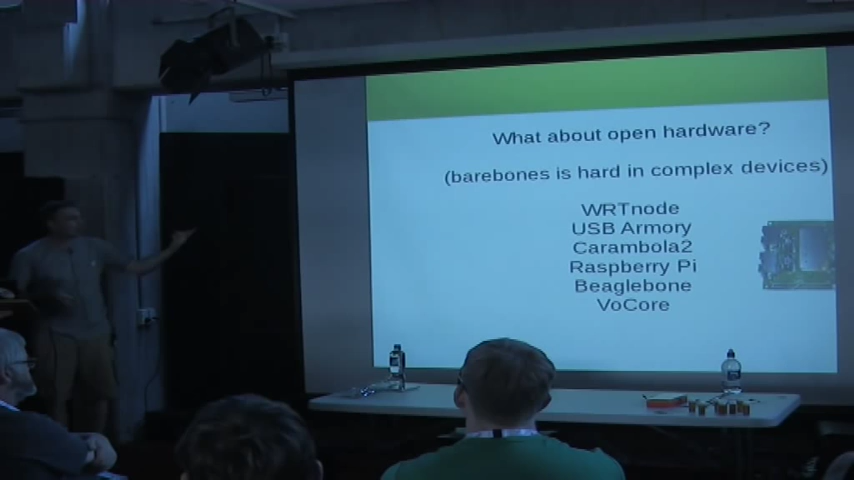 What about open hardware?
(barebones is hard in complex devices)
WRTnode
USB Armory
Carambola2
Raspberry Pi
Beaglebone
VoCore